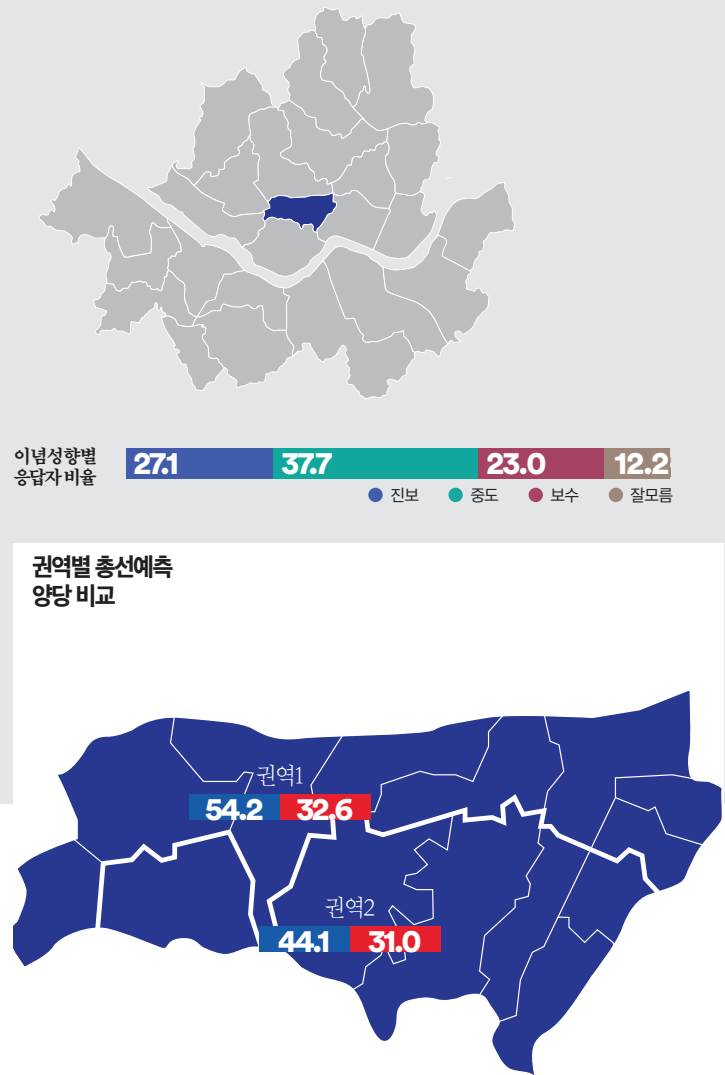 이념성향별
응답자 비율
27.1 37.7 23.0 12.2
진보 중도 보수 잘모름
권역별 총선예측
양당 비교
권역1
54.2 32.6
권역2
44.1 31.0